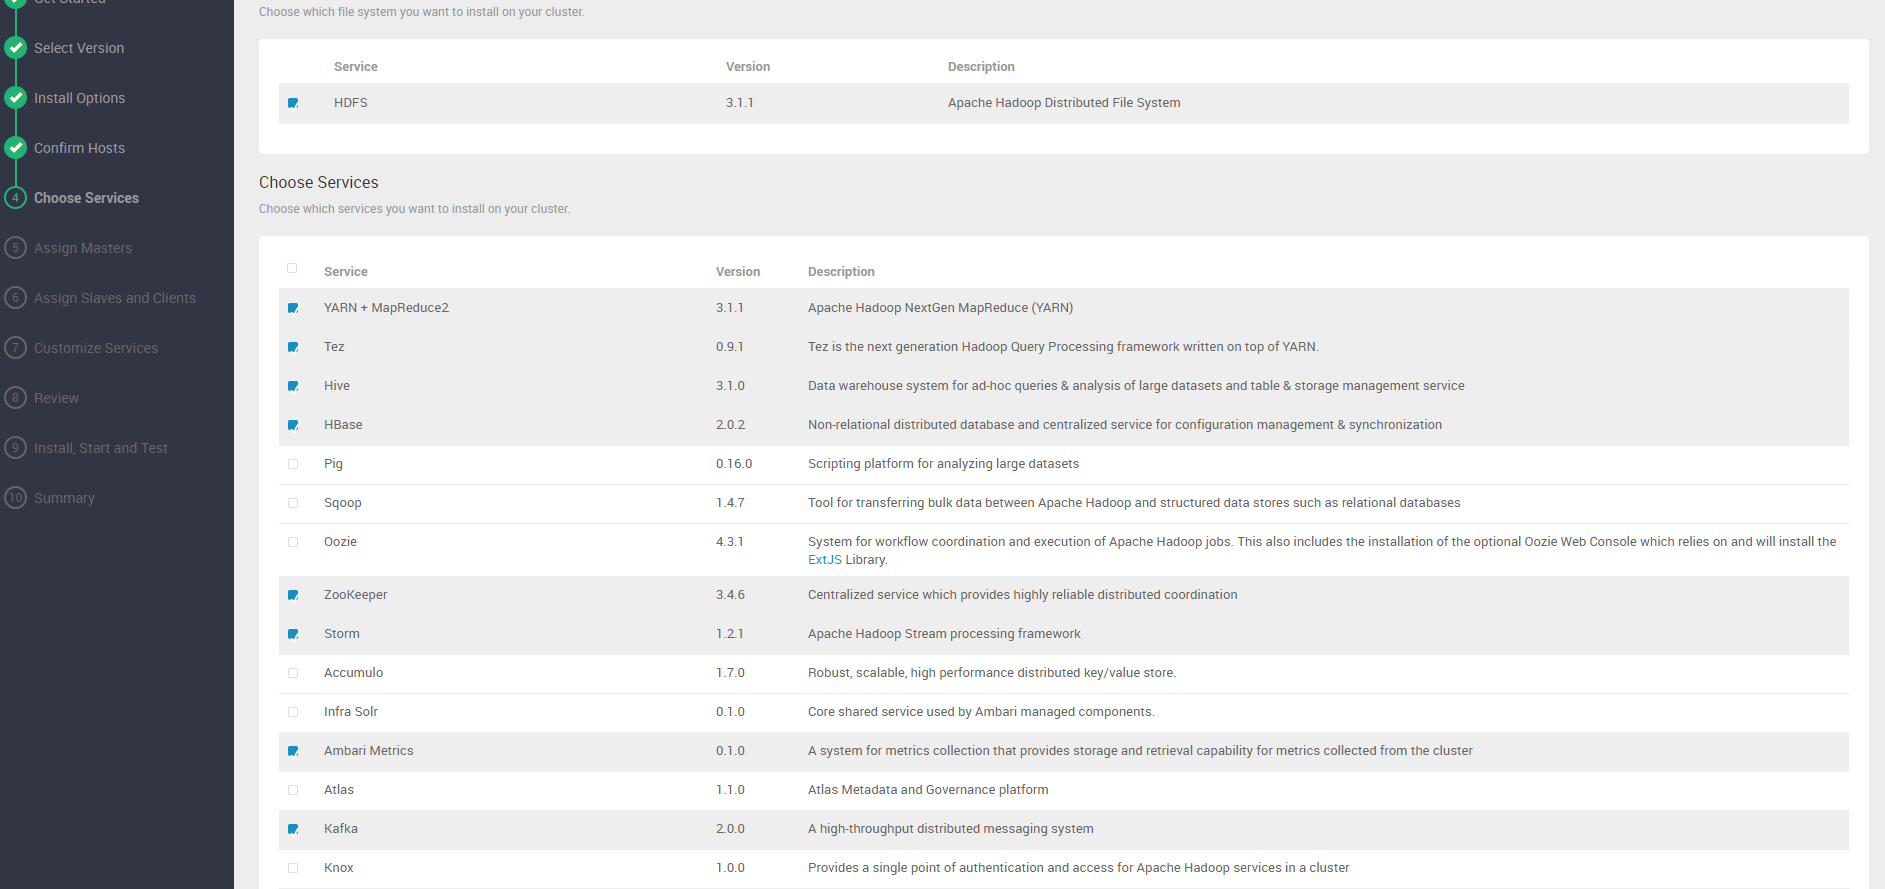 Get Started
Select Version
Install Options
Confirm Hosts
4 Choose Services
5 Assign Masters
6 Assign Slaves and Clients
7 Customize Services
8 Review
9 Install, Start and Test
10 Summary
Choose which file system you want to install on your cluster.
Service Version Description
HDFS 3.1.1 Apache Hadoop Distributed File System
Choose Services
Choose which services you want to install on your cluster.
Service Version Description
YARN + MapReduce2 3.1.1 Apache Hadoop NextGen MapReduce (YARN)
Tez 0.9.1 Tez is the next generation Hadoop Query Processing framework written on top of YARN.
Hive 3.1.0 Data warehouse system for ad-hoc queries & analysis of large datasets and table & storage management service
HBase 2.0.2 Non-relational distributed database and centralized service for configuration management & synchronization
Pig 0.16.0 Scripting platform for analyzing large datasets
Sqoop 1.4.7 Tool for transferring bulk data between Apache Hadoop and structured data stores such as relational databases
Oozie 4.3.1 System for workflow coordination and execution of Apache Hadoop jobs. This also includes the installation of the optional Oozie Web Console which relies on and will install the
ExtJS Library.
ZooKeeper 3.4.6 Centralized service which provides highly reliable distributed coordination
Storm 1.2.1 Apache Hadoop Stream processing framework
Accumulo 1.7.0 Robust, scalable, high performance distributed key/value store.
Infra Solr 0.1.0 Core shared service used by Ambari managed components.
Ambari Metrics 0.1.0 A system for metrics collection that provides storage and retrieval capability for metrics collected from the cluster
Atlas 1.1.0 Atlas Metadata and Governance platform
Kafka 2.0.0 A high-throughput distributed messaging system
Knox 1.0.0 Provides a single point of authentication and access for Apache Hadoop services in a cluster